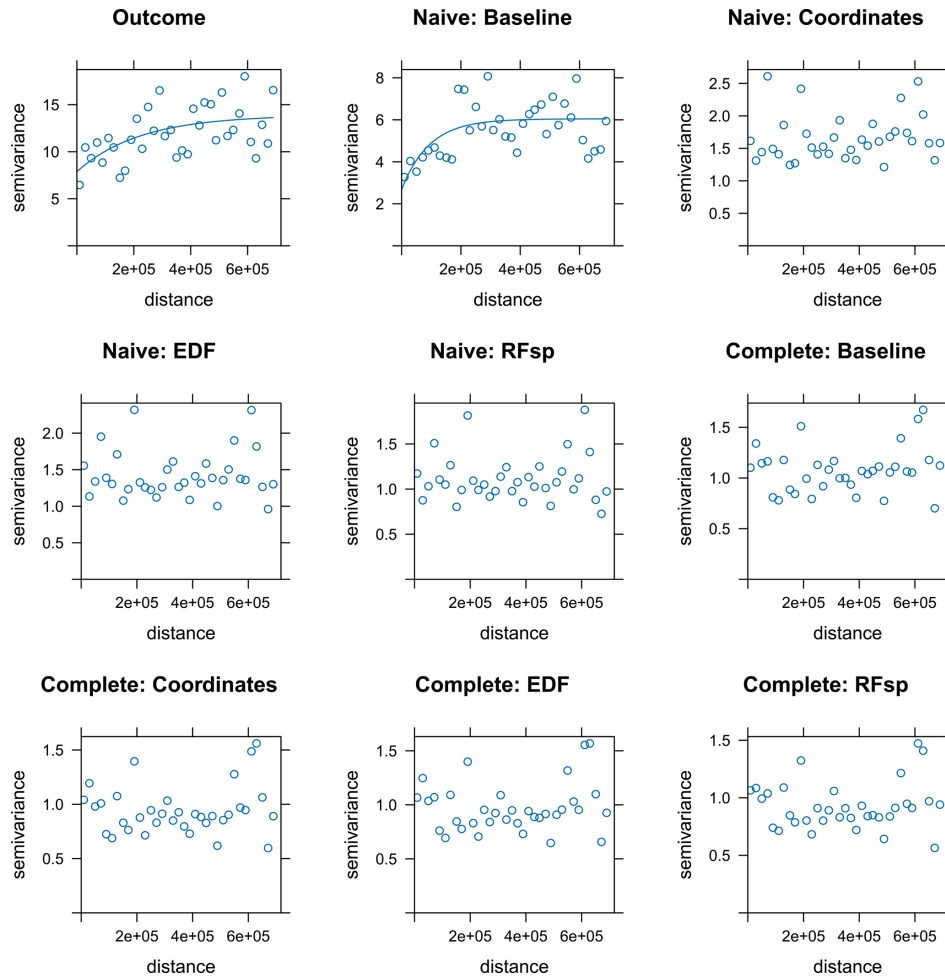 Outcome
Naive: Baseline
Naive: Coordinates
semivariance
15
10
5
2e+05 4e+05 6e+05
distance
semivariance
8
6
4
2
2e+05 4e+05 6e+05
distance
semivariance
2.5
2.0
1.5
1.0
0.5
2e+05 4e+05 6e+05
distance
Naive: EDF
Naive: RFsp
Complete: Baseline
semivariance
2.0
1.5
1.0
0.5
2e+05 4e+05 6e+05
distance
semivariance
1.5
1.0
0.5
2e+05 4e+05 6e+05
distance
semivariance
1.5
1.0
0.5
2e+05 4e+05 6e+05
distance
Complete: Coordinates
Complete: EDF
Complete: RFsp
semivariance
1.5
1.0
0.5
2e+05 4e+05 6e+05
distance
semivariance
1.5
1.0
0.5
2e+05 4e+05 6e+05
distance
semivariance
1.5
1.0
0.5
2e+05 4e+05 6e+05
distance